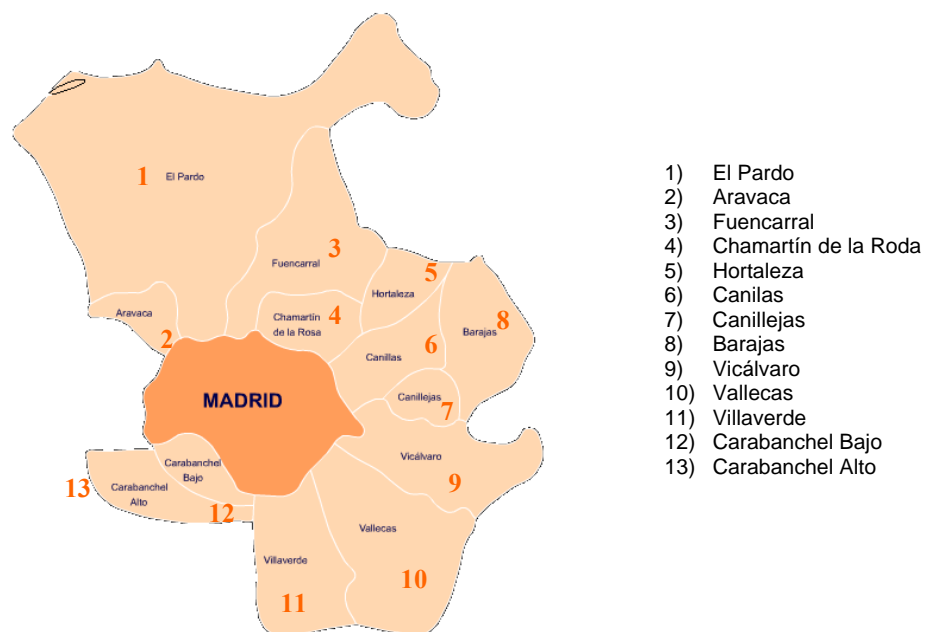 1 El Pardo
3
Fuencarral
5
Hortaleza
Aravaca
2
Chamartín
de la Rosa
4
8
Barajas
6
Canillas
MADRID
Canillejas
7
Vicálvaro
9
Carabanchel
Bajo
13
Carabanchel
Alto
12
Vallecas
Villaverde
10
11
1) El Pardo
2) Aravaca
3) Fuencarral
4) Chamartín de la Roda
5) Hortaleza
6) Canilas
7) Canillejas
8) Barajas
9) Vicálvaro
10) Vallecas
11) Villaverde
12) Carabanchel Bajo
13) Carabanchel Alto